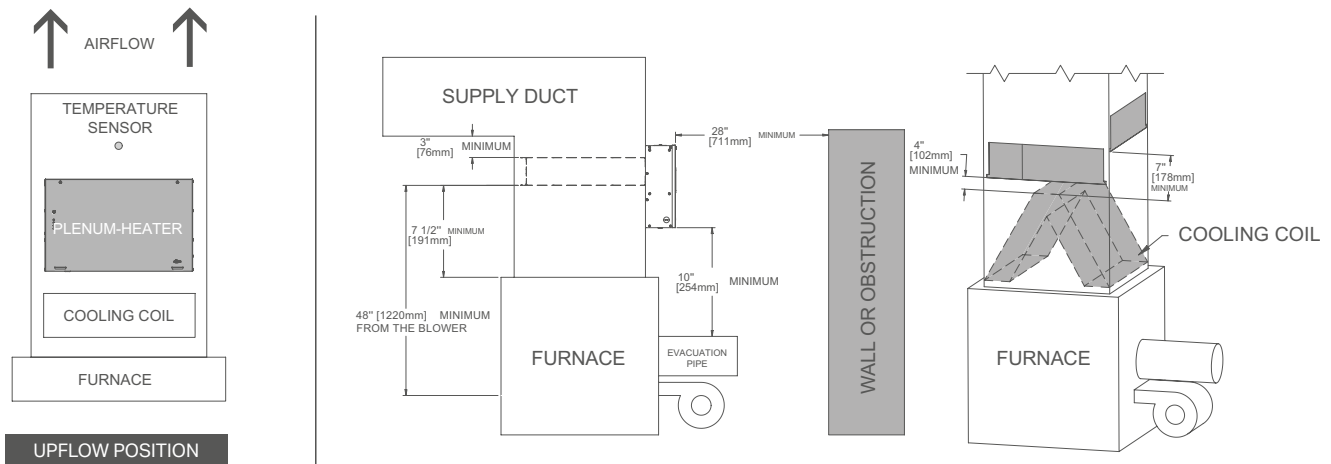 AIRFLOW
TEMPERATURE
SENSOR
PLENUM-HEATER
COOLING COIL
FURNACE
UPFLOW POSITION
SUPPLY DUCT
3"
[76mm]
MINIMUM
28"
[711mm]
MINIMUM
7 1/2"
[191mm]
MINIMUM
10"
[254mm]
MINIMUM
48" [1220mm] MINIMUM
FROM THE BLOWER
FURNACE
EVACUATION
PIPE
WALL OR OBSTRUCTION
4"
[102mm]
MINIMUM
7"
[178mm]
MINIMUM
COOLING COIL
FURNACE